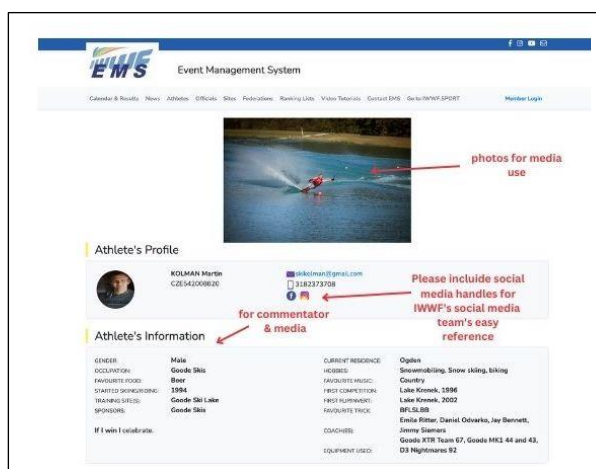 IWWF
EMS
Event Management System
Calendar & Results News Athletes Officials Sites Federations Ranking Lists Video Tutorials Contact EMS Go to IWWF.SPORT Member Login
photos for media
use
Athlete's Profile
KOLMAN Martin
CZE542008620
skikolman@gmail.com
3182373708
Please incluide social
media handles for
IWWF's social media
team's easy
reference
for commentator
& media
Athlete's Information
GENDER: Male
OCCUPATION: Goode Skis
FAVOURITE FOOD: Beer
STARTED SKIING/RIDING: 1994
TRAINING SITE(S): Goode Ski Lake
SPONSORS: Goode Skis
If I win I celebrate.
CURRENT RESIDENCE: Ogden
HOBBIES: Snowmobiling, Snow skiing, biking
FAVOURITE MUSIC: Country
FIRST COMPETITION: Lake Krenek, 1996
FIRST FLIP/INVERT: Lake Krenek, 2002
FAVOURITE TRICK: BFLSLBB
COACH(ES): Emile Ritter, Daniel Odvarko, Jay Bennett,
Jimmy Siemers
EQUIPMENT USED: Goode XTR Team 67, Goode MK1 44 and 43,
D3 Nightmares 92